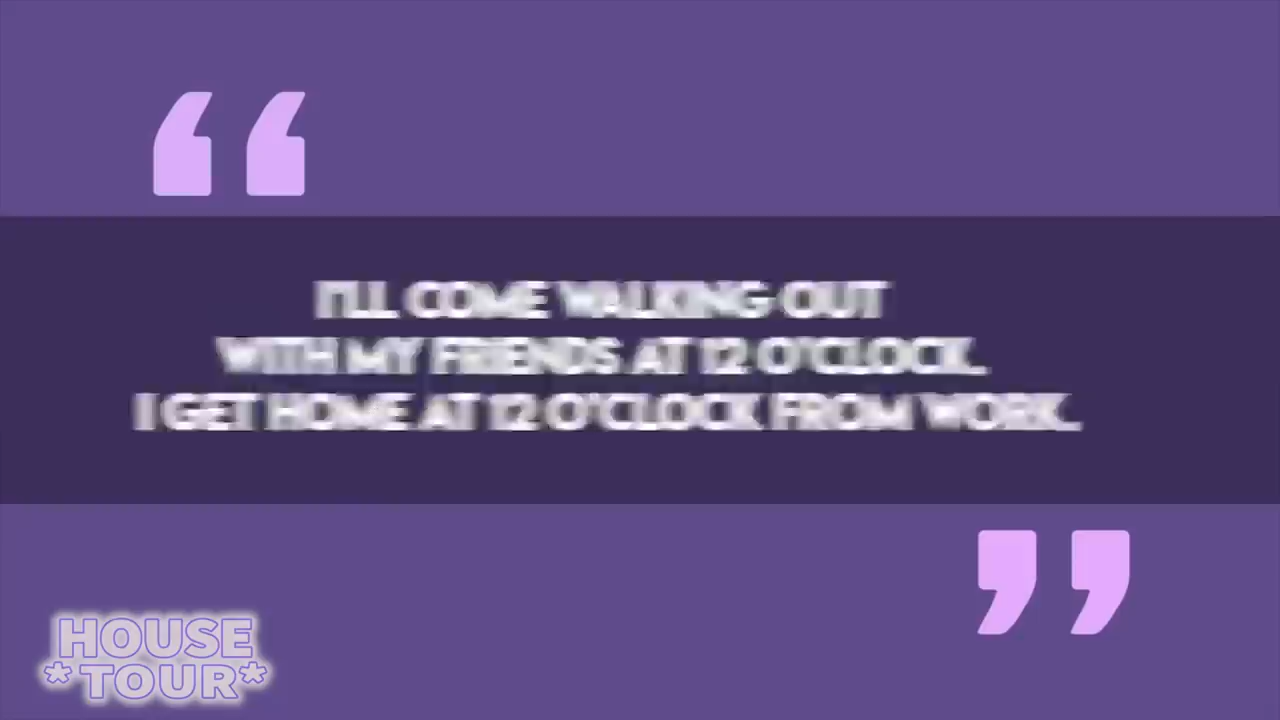 “
I'LL COME WALKING OUT
WITH MY FRIENDS AT 12 O'CLOCK.
I GET HOME AT 12 O'CLOCK FROM WORK.
”
HOUSE
*TOUR*